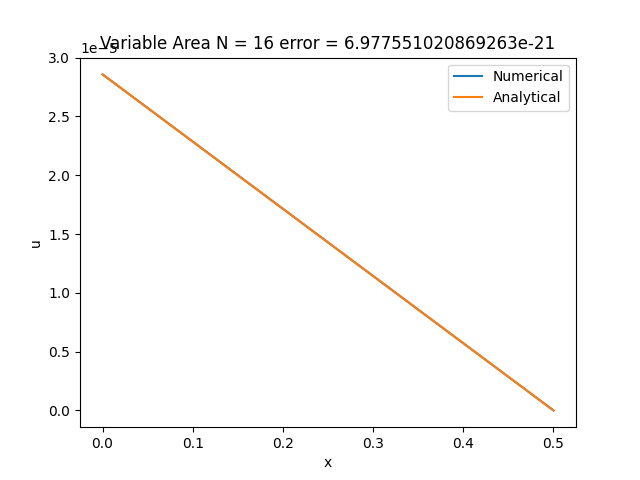 Variable Area N = 16 error = 6.977551020869263e-21
1e−5
3.0
2.5
2.0
1.5
1.0
0.5
0.0
u
0.0 0.1 0.2 0.3 0.4 0.5
x
Numerical
Analytical